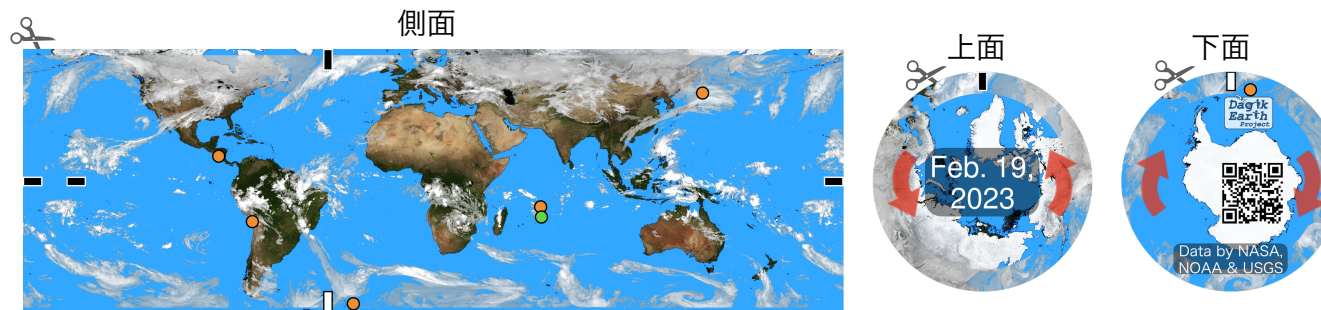 側面
上面
下面
Feb. 19,
2023
Dagik
Earth
Project
Data by NASA,
NOAA & USGS